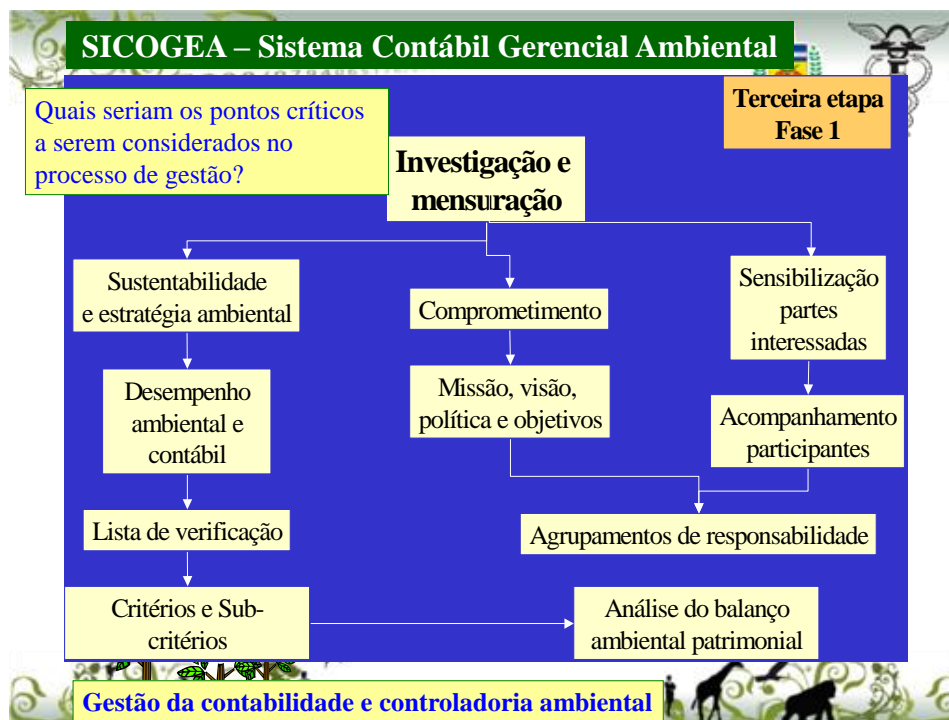 SICOGEA – Sistema Contábil Gerencial Ambiental
Quais seriam os pontos críticos
a serem considerados no
processo de gestão?
Terceira etapa
Fase 1
Investigação e
mensuração
Sustentabilidade
e estratégia ambiental
Comprometimento
Sensibilização
partes
interessadas
Desempenho
ambiental e
contábil
Missão, visão,
política e objetivos
Acompanhamento
participantes
Lista de verificação
Agrupamentos de responsabilidade
Critérios e Sub-
critérios
Análise do balanço
ambiental patrimonial
Gestão da contabilidade e controladoria ambiental